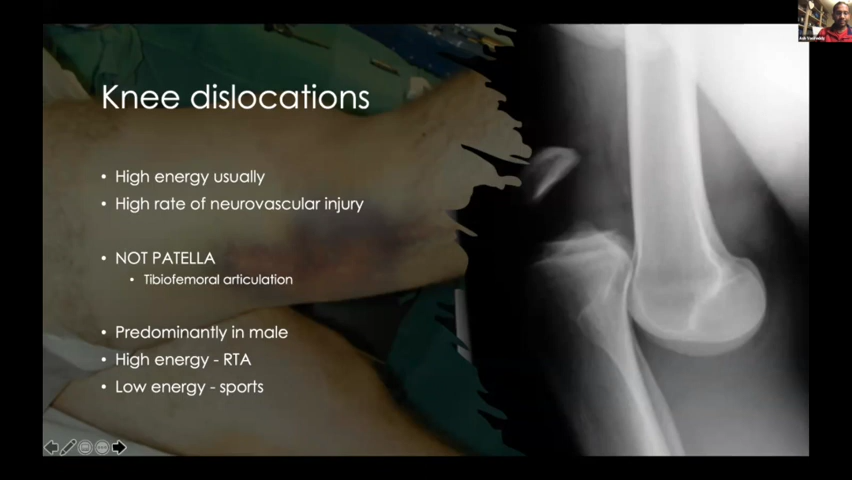 Knee dislocations
• High energy usually
• High rate of neurovascular injury
• NOT PATELLA
• Tibiofemoral articulation
• Predominantly in male
• High energy - RTA
• Low energy - sports